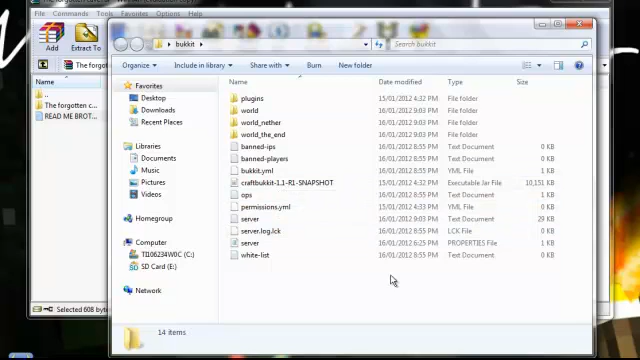 File Commands Tools Favorites Options Help
Add Extract To
The forgotten
Name
..
The forgotten c...
READ ME BROT...
Selected 608 byte
bukkit
Search bukkit
Organize Include in library Share with Burn New folder
Favorites
Desktop
Downloads
Recent Places
Libraries
Documents
Music
Pictures
Videos
Homegroup
Computer
TI106234W0C (C:)
SD Card (E:)
Network
Name Date modified Type Size
plugins 15/01/2012 4:32 PM File folder
world 16/01/2012 9:03 PM File folder
world_nether 16/01/2012 9:03 PM File folder
world_the_end 16/01/2012 9:03 PM File folder
banned-ips 16/01/2012 8:55 PM Text Document 0 KB
banned-players 16/01/2012 8:55 PM Text Document 0 KB
bukkit.yml 16/01/2012 8:55 PM YML File 1 KB
craftbukkit-1.1-R1-SNAPSHOT 15/01/2012 4:32 PM Executable Jar File 10,151 KB
ops 16/01/2012 8:55 PM Text Document 1 KB
permissions.yml 15/01/2012 4:33 PM YML File 0 KB
server 16/01/2012 9:03 PM Text Document 29 KB
server.log.lck 16/01/2012 8:55 PM LCK File 0 KB
server 16/01/2012 6:25 PM PROPERTIES File 1 KB
white-list 16/01/2012 8:55 PM Text Document 0 KB
14 items